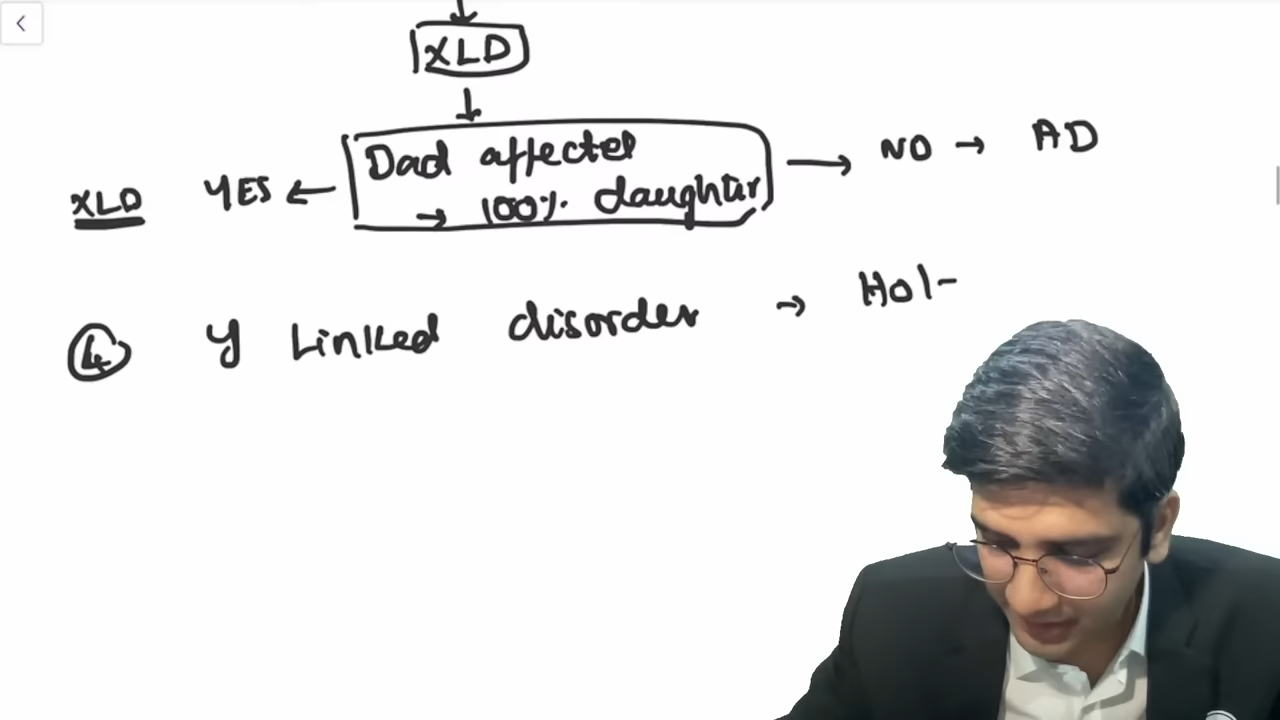 XLD
Dad affected
XLD YES ← → 100% daughter → NO → AD
④ Y Linked disorder → Hol-